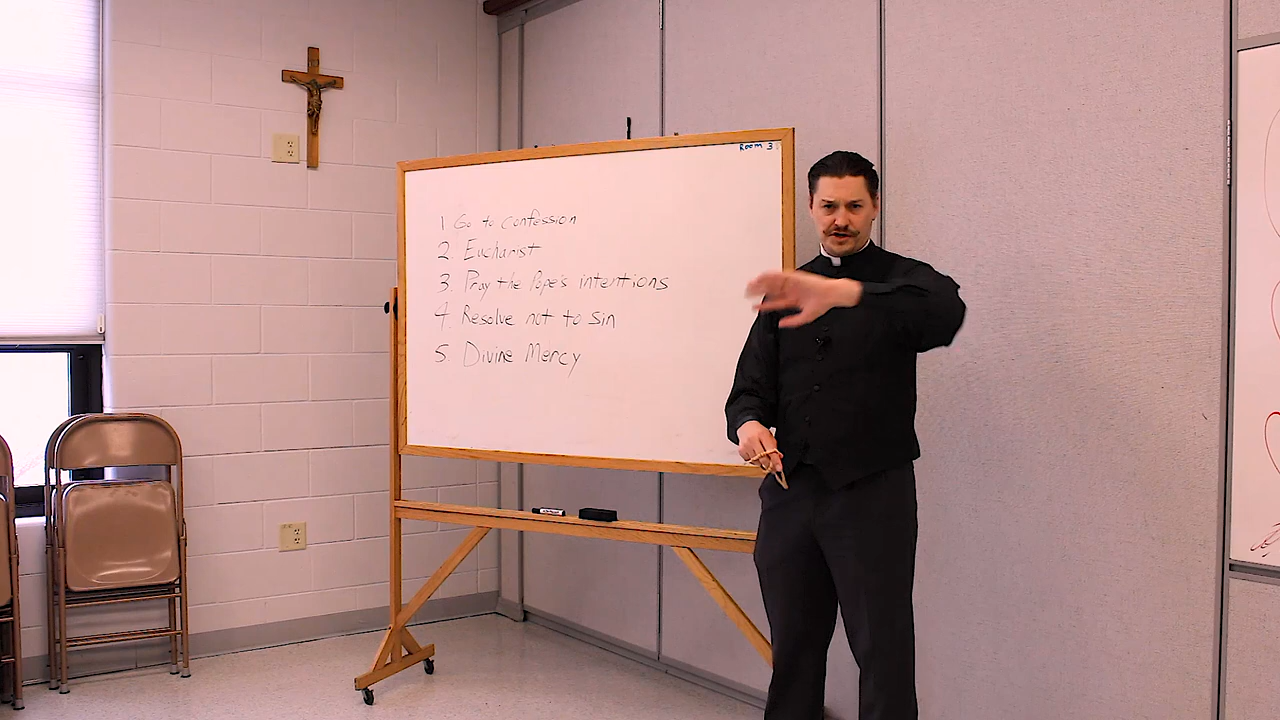 Room 3
1 Go to confession
2. Eucharist
3. Pray the Pope's intentions
4. Resolve not to sin
5. Divine Mercy